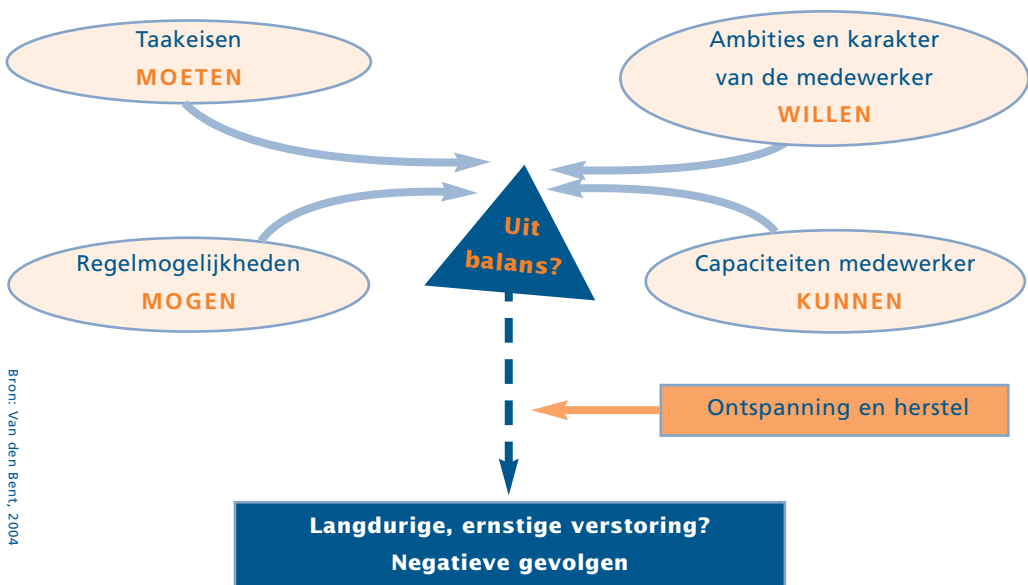 Taakeisen
MOETEN
Ambities en karakter
van de medewerker
WILLEN
Uit
balans?
Regelmogelijkheden
MOGEN
Capaciteiten medewerker
KUNNEN
Ontspanning en herstel
Langdurige, ernstige verstoring?
Negatieve gevolgen
Bron: Van den Bent, 2004